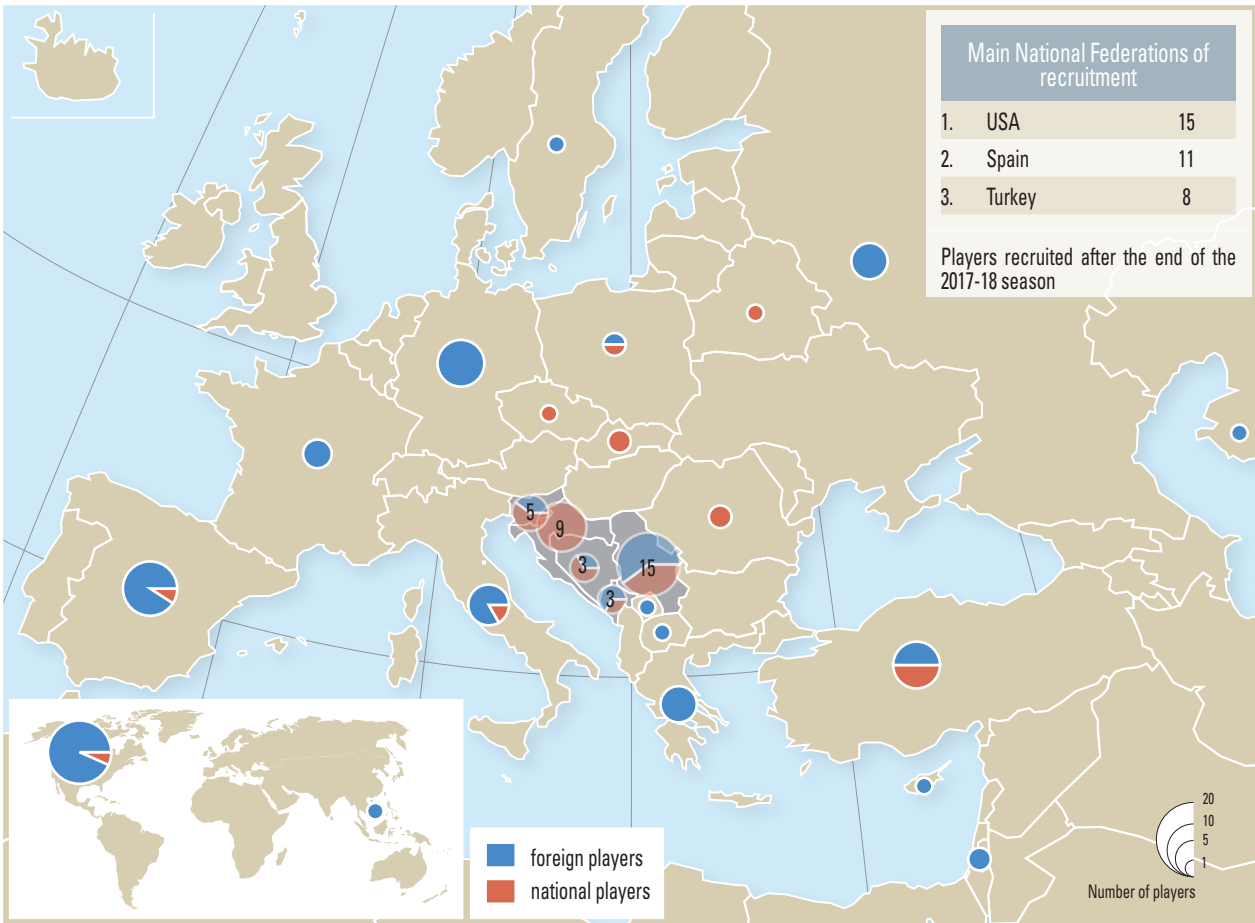 Main National Federations of
recruitment
1. USA 15
2. Spain 11
3. Turkey 8
Players recruited after the end of the
2017-18 season
5
9
3
15
3
foreign players
national players
20
10
5
1
Number of players